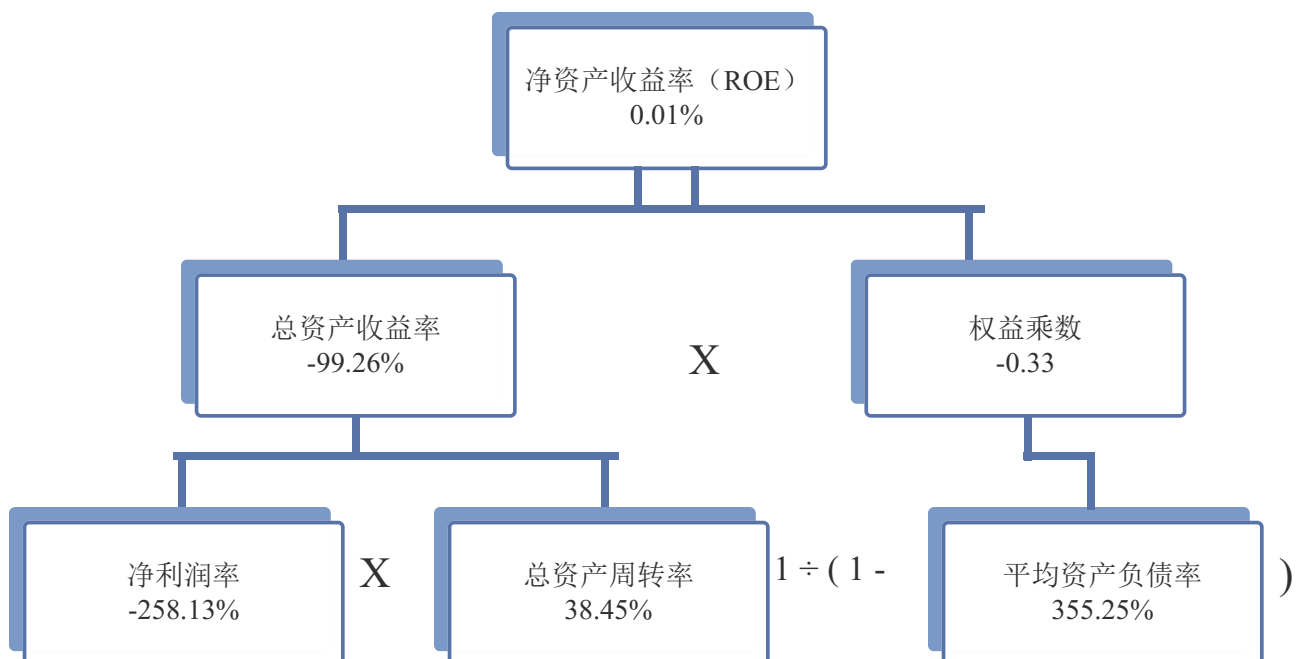 净资产收益率（ROE）
0.01%
总资产收益率
-99.26%
X
权益乘数
-0.33
净利润率
-258.13%
X
总资产周转率
38.45%
1 ÷ ( 1 -
平均资产负债率
355.25%
)